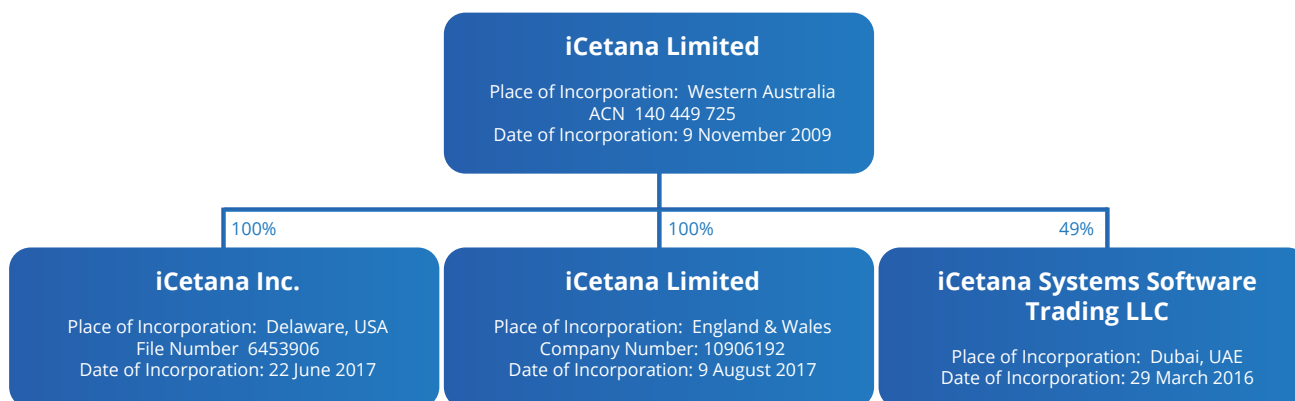 iCetana Limited
Place of Incorporation: Western Australia
ACN 140 449 725
Date of Incorporation: 9 November 2009
100%
100%
49%
iCetana Inc.
Place of Incorporation: Delaware, USA
File Number 6453906
Date of Incorporation: 22 June 2017
iCetana Limited
Place of Incorporation: England & Wales
Company Number: 10906192
Date of Incorporation: 9 August 2017
iCetana Systems Software
Trading LLC
Place of Incorporation: Dubai, UAE
Date of Incorporation: 29 March 2016